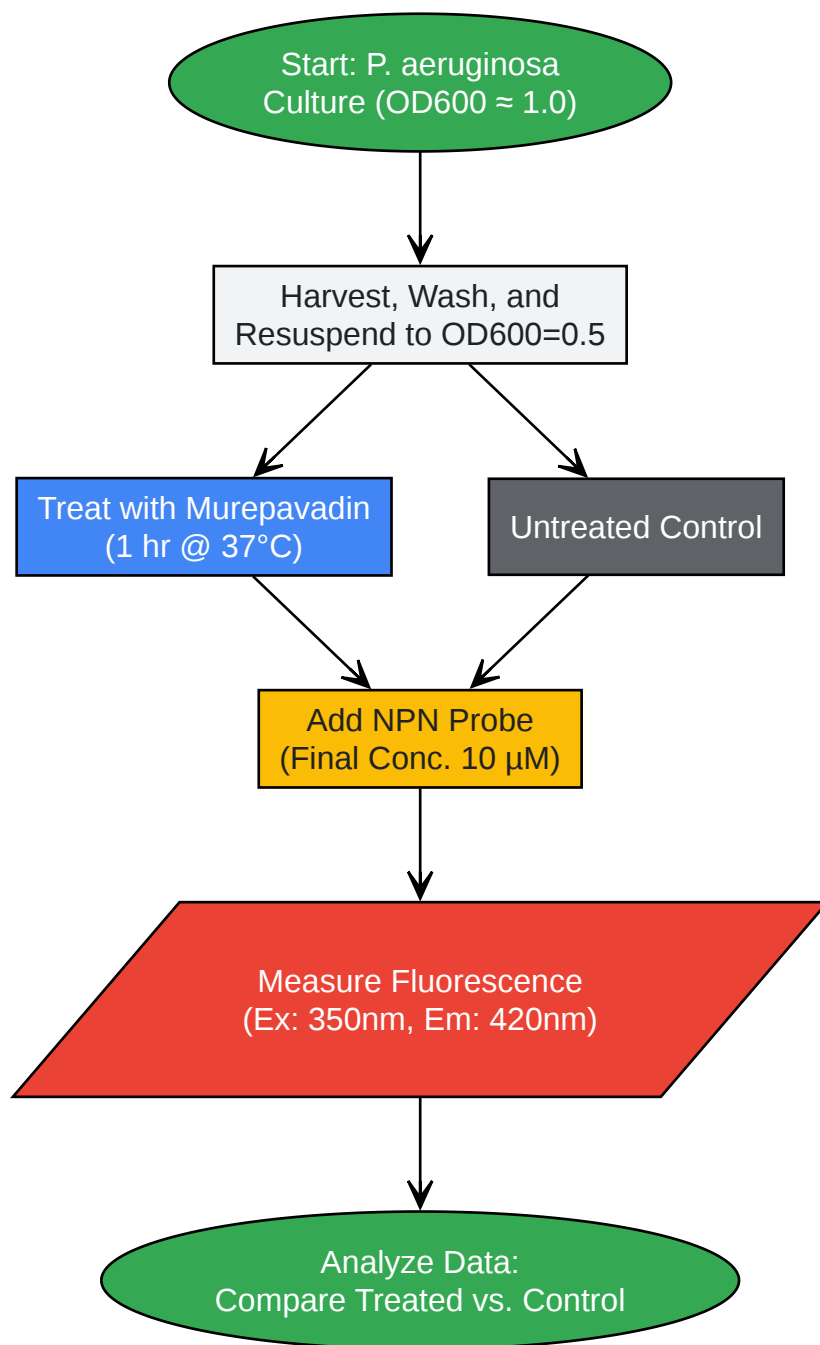 Start: P. aeruginosa
Culture (OD600 ≈ 1.0)
Harvest, Wash, and
Resuspend to OD600=0.5
Treat with Murepavadin
(1 hr @ 37°C)
Untreated Control
Add NPN Probe
(Final Conc. 10 µM)
Measure Fluorescence
(Ex: 350nm, Em: 420nm)
Analyze Data:
Compare Treated vs. Control